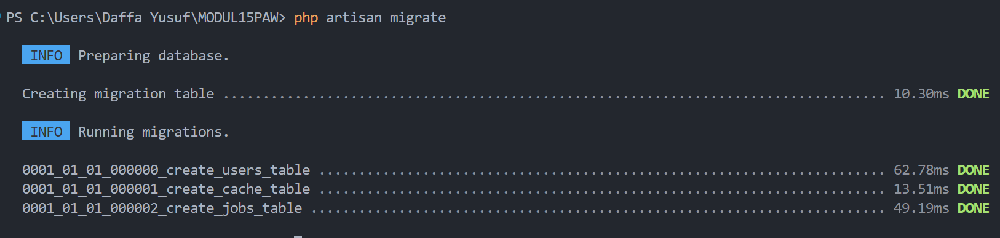 PS C:\Users\Daffa Yusuf\MODUL15PAW> php artisan migrate
INFO Preparing database.
Creating migration table ................................................................................... 10.30ms DONE
INFO Running migrations.
0001_01_01_000000_create_users_table ....................................................................... 62.78ms DONE
0001_01_01_000001_create_cache_table ....................................................................... 13.51ms DONE
0001_01_01_000002_create_jobs_table ........................................................................ 49.19ms DONE